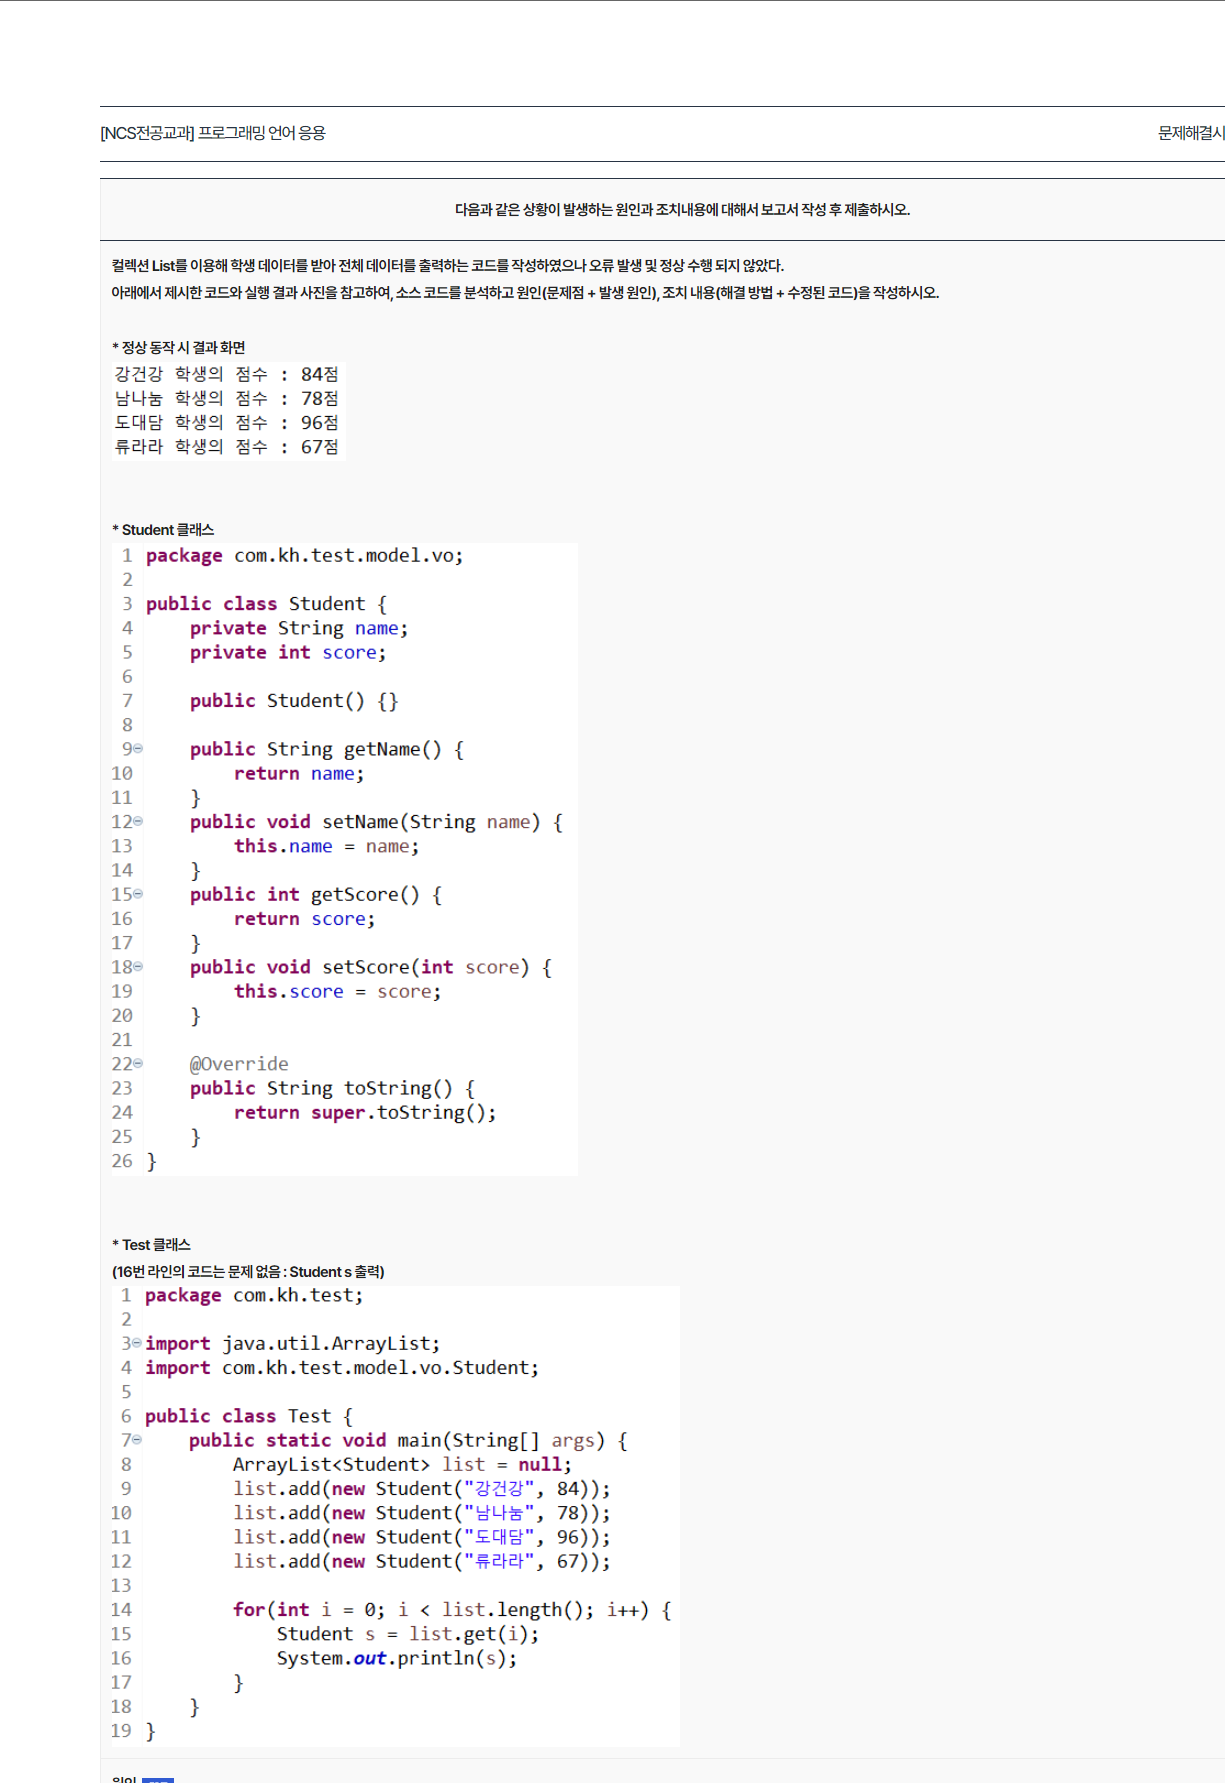 [NCS전공교과] 프로그래밍 언어 응용
문제해결시
다음과 같은 상황이 발생하는 원인과 조치내용에 대해서 보고서 작성 후 제출하시오.
컬렉션 List를 이용해 학생 데이터를 받아 전체 데이터를 출력하는 코드를 작성하였으나 오류 발생 및 정상 수행 되지 않았다.
아래에서 제시한 코드와 실행 결과 사진을 참고하여, 소스 코드를 분석하고 원인(문제점 + 발생 원인), 조치 내용(해결 방법 + 수정된 코드)을 작성하시오.
* 정상 동작 시 결과 화면
강건강 학생의 점수 : 84점
남나눔 학생의 점수 : 78점
도대담 학생의 점수 : 96점
류라라 학생의 점수 : 67점
* Student 클래스
1 package com.kh.test.model.vo;
2
3 public class Student {
4     private String name;
5     private int score;
6
7     public Student() {}
8
9     public String getName() {
10         return name;
11     }
12     public void setName(String name) {
13         this.name = name;
14     }
15     public int getScore() {
16         return score;
17     }
18     public void setScore(int score) {
19         this.score = score;
20     }
21
22     @Override
23     public String toString() {
24         return super.toString();
25     }
26 }
* Test 클래스
(16번 라인의 코드는 문제 없음 : Student s 출력)
1 package com.kh.test;
2
3 import java.util.ArrayList;
4 import com.kh.test.model.vo.Student;
5
6 public class Test {
7     public static void main(String[] args) {
8         ArrayList<Student> list = null;
9         list.add(new Student("강건강", 84));
10         list.add(new Student("남나눔", 78));
11         list.add(new Student("도대담", 96));
12         list.add(new Student("류라라", 67));
13
14         for(int i = 0; i < list.length(); i++) {
15             Student s = list.get(i);
16             System.out.println(s);
17         }
18     }
19 }